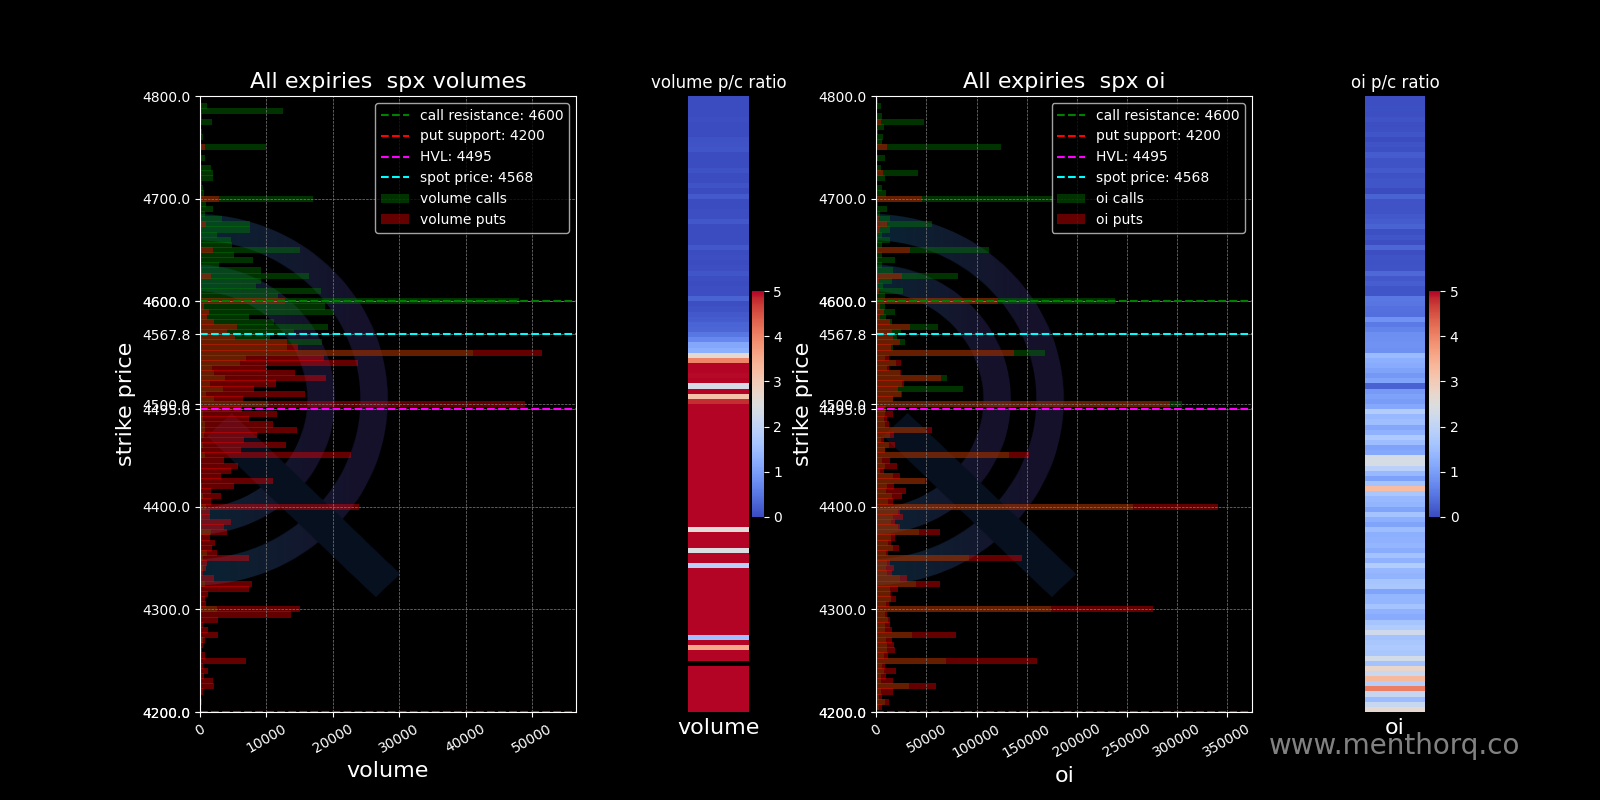 All expiries  spx volumes
volume p/c ratio
All expiries  spx oi
oi p/c ratio
4800.0
4700.0
4600.0
4567.8
4500.0
4495.0
4400.0
4300.0
4200.0
strike price
call resistance: 4600
put support: 4200
HVL: 4495
spot price: 4568
volume calls
volume puts
0
10000
20000
30000
40000
50000
volume
5
4
3
2
1
0
volume
4800.0
4700.0
4600.0
4567.8
4500.0
4495.0
4400.0
4300.0
4200.0
strike price
call resistance: 4600
put support: 4200
HVL: 4495
spot price: 4568
oi calls
oi puts
0
50000
100000
150000
200000
250000
300000
350000
oi
5
4
3
2
1
0
oi
www.menthorq.co